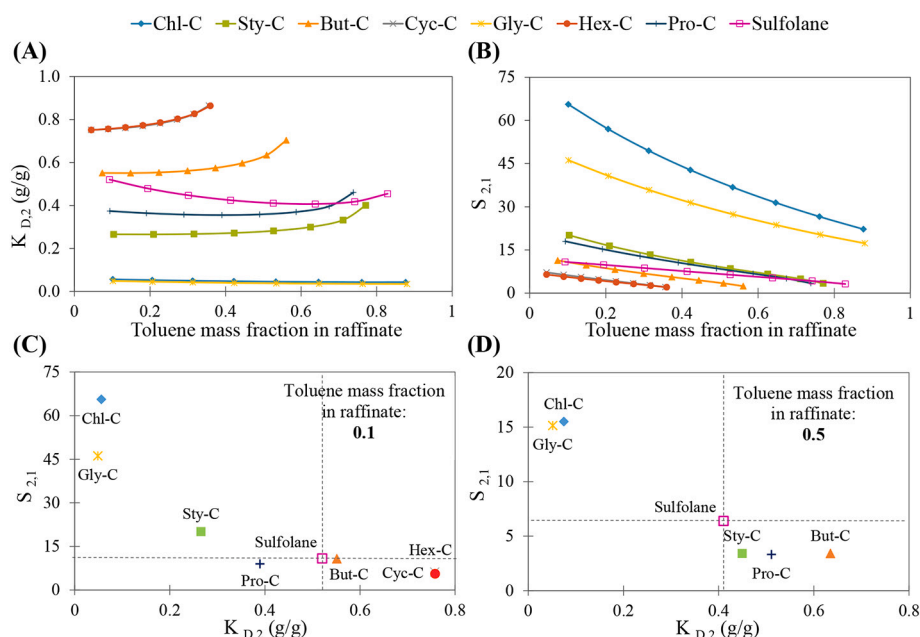 Chl-C Sty-C But-C Cyc-C Gly-C Hex-C Pro-C Sulfolane
(A)
1.0
0.8
0.6
0.4
0.2
0.0
K D,2 (g/g)
0 0.2 0.4 0.6 0.8 1
Toluene mass fraction in raffinate
(B)
75
60
45
30
15
0
S 2,1
0 0.2 0.4 0.6 0.8 1
Toluene mass fraction in raffinate
(C)
75
60
45
30
15
0
S 2,1
Toluene mass fraction
in raffinate:
0.1
Chl-C
Gly-C
Sty-C
Sulfolane
Hex-C
Pro-C
But-C
Cyc-C
0 0.2 0.4 0.6 0.8
K D,2 (g/g)
(D)
20
15
10
5
0
S 2,1
Toluene mass fraction
in raffinate:
0.5
Chl-C
Gly-C
Sulfolane
Sty-C
But-C
Pro-C
0 0.2 0.4 0.6 0.8
K D,2 (g/g)